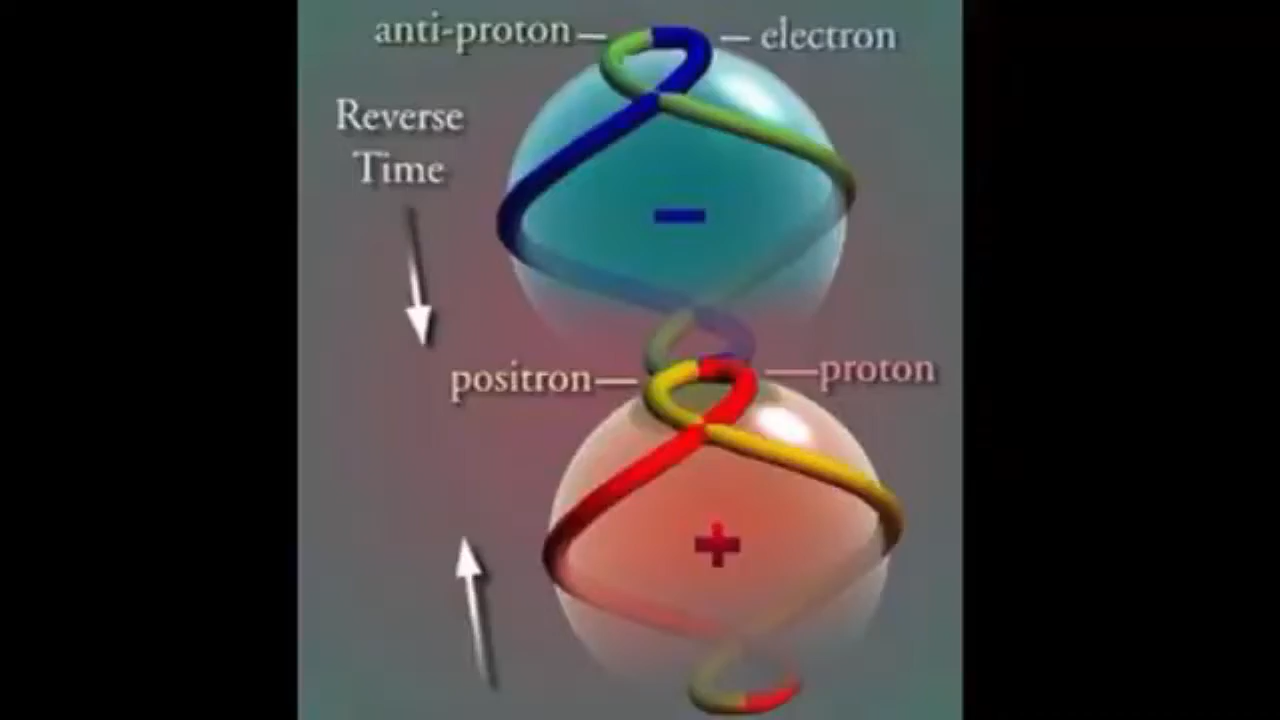 anti-proton
electron
Reverse
Time
−
positron
proton
+